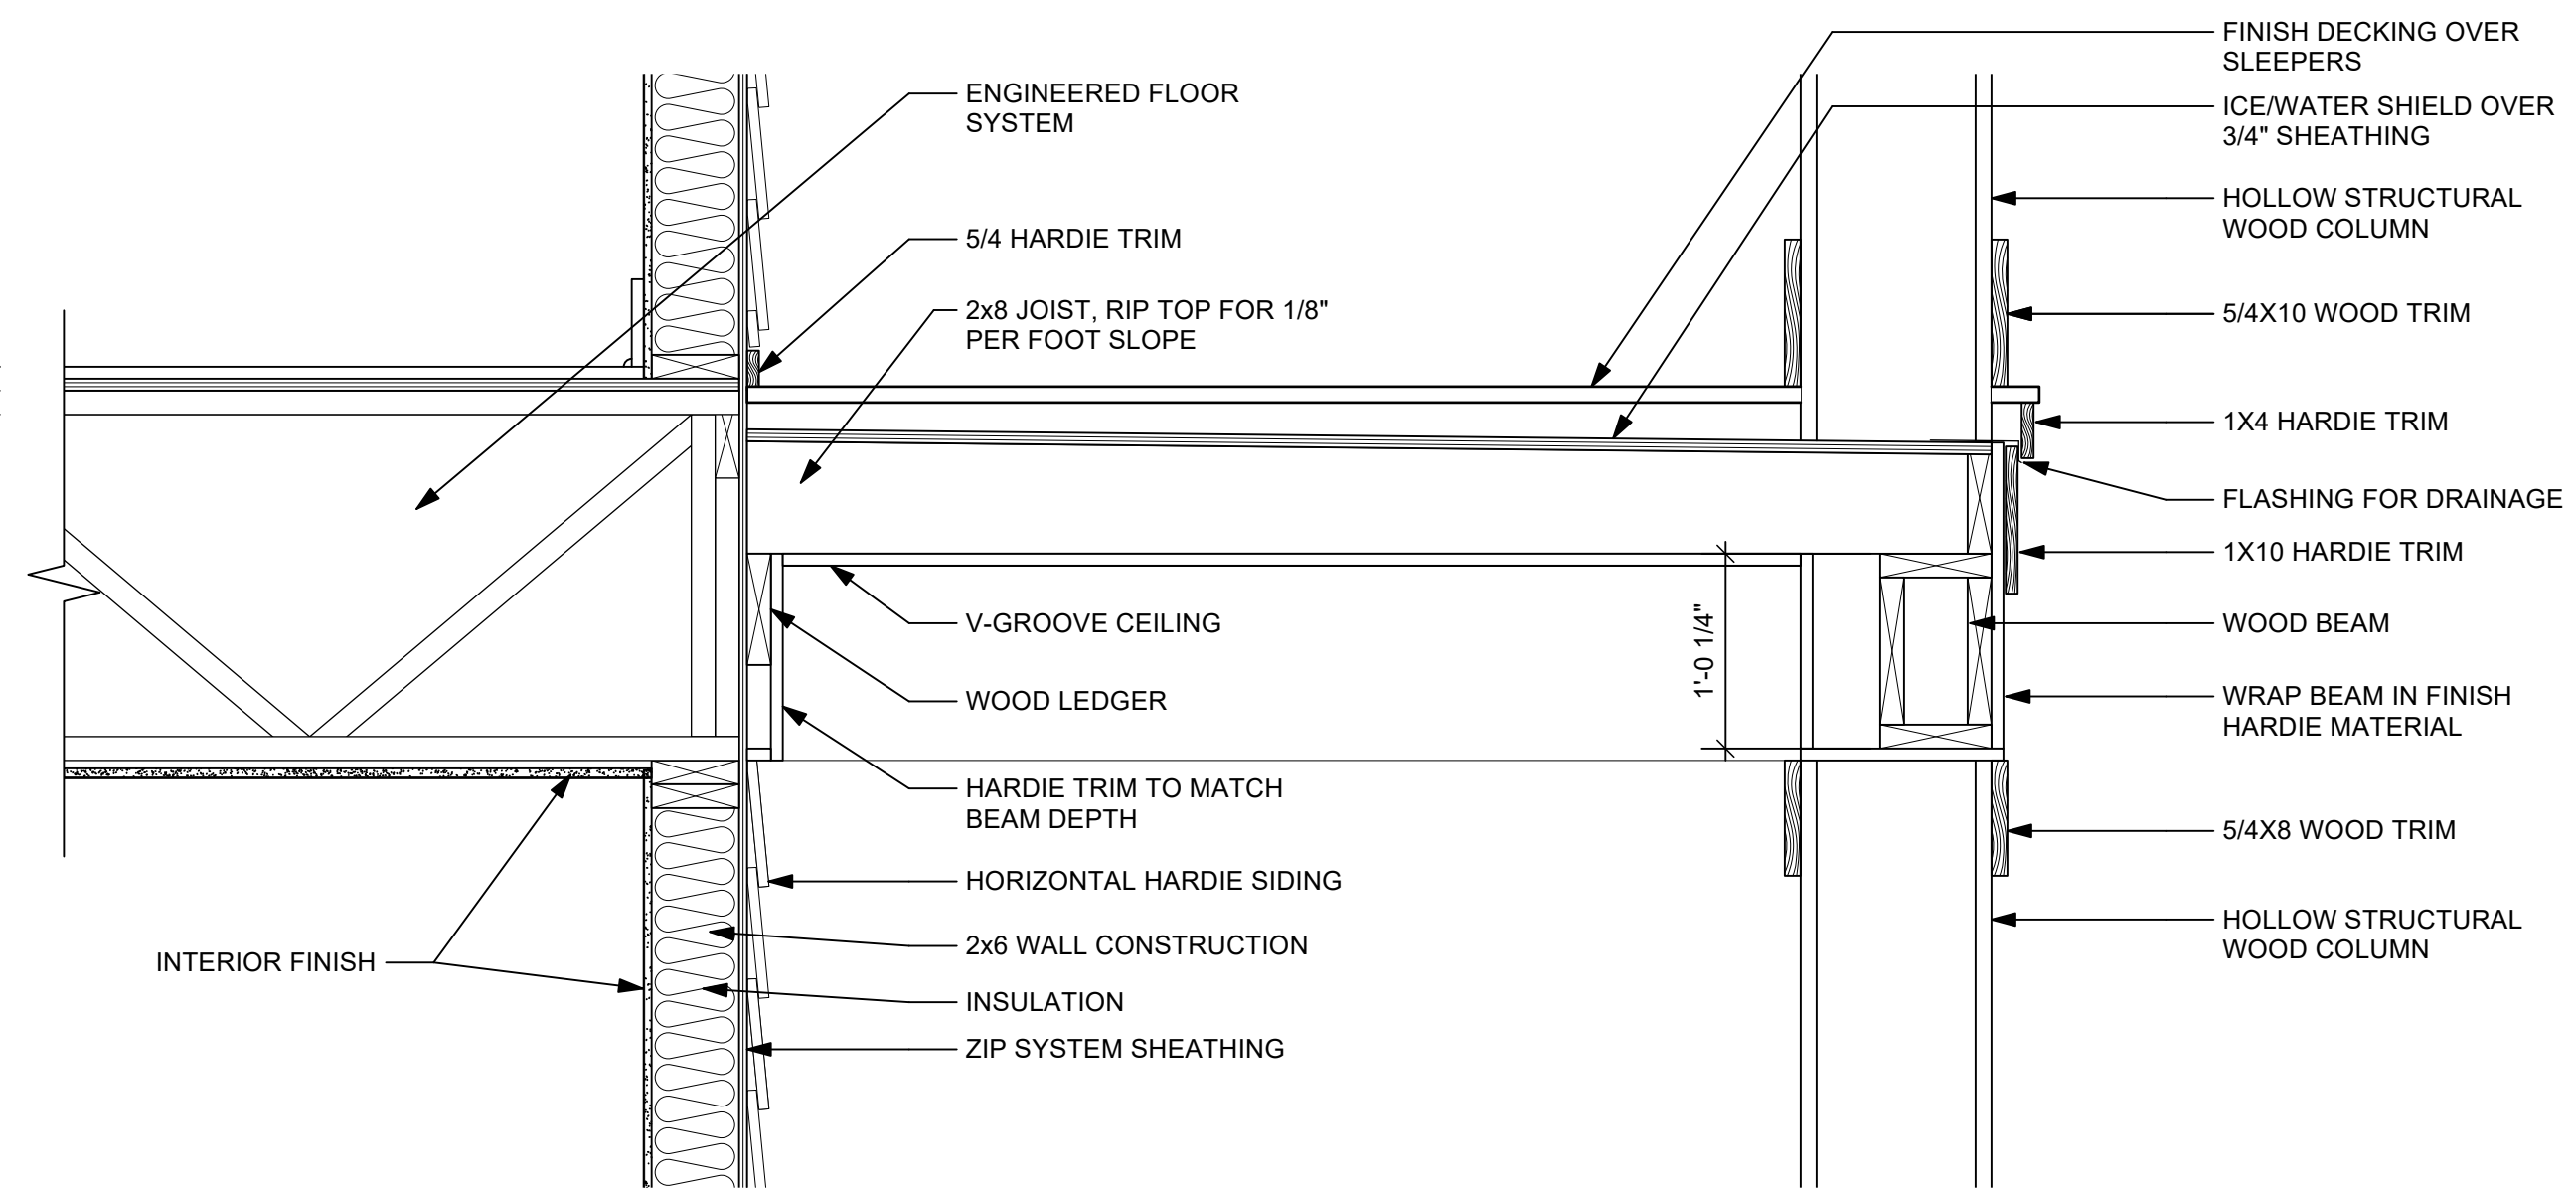 ENGINEERED FLOOR
SYSTEM
5/4 HARDIE TRIM
2x8 JOIST, RIP TOP FOR 1/8"
PER FOOT SLOPE
V-GROOVE CEILING
WOOD LEDGER
HARDIE TRIM TO MATCH
BEAM DEPTH
HORIZONTAL HARDIE SIDING
2x6 WALL CONSTRUCTION
INSULATION
ZIP SYSTEM SHEATHING
INTERIOR FINISH
1'-0 1/4"
FINISH DECKING OVER
SLEEPERS
ICE/WATER SHIELD OVER
3/4" SHEATHING
HOLLOW STRUCTURAL
WOOD COLUMN
5/4X10 WOOD TRIM
1X4 HARDIE TRIM
FLASHING FOR DRAINAGE
1X10 HARDIE TRIM
WOOD BEAM
WRAP BEAM IN FINISH
HARDIE MATERIAL
5/4X8 WOOD TRIM
HOLLOW STRUCTURAL
WOOD COLUMN